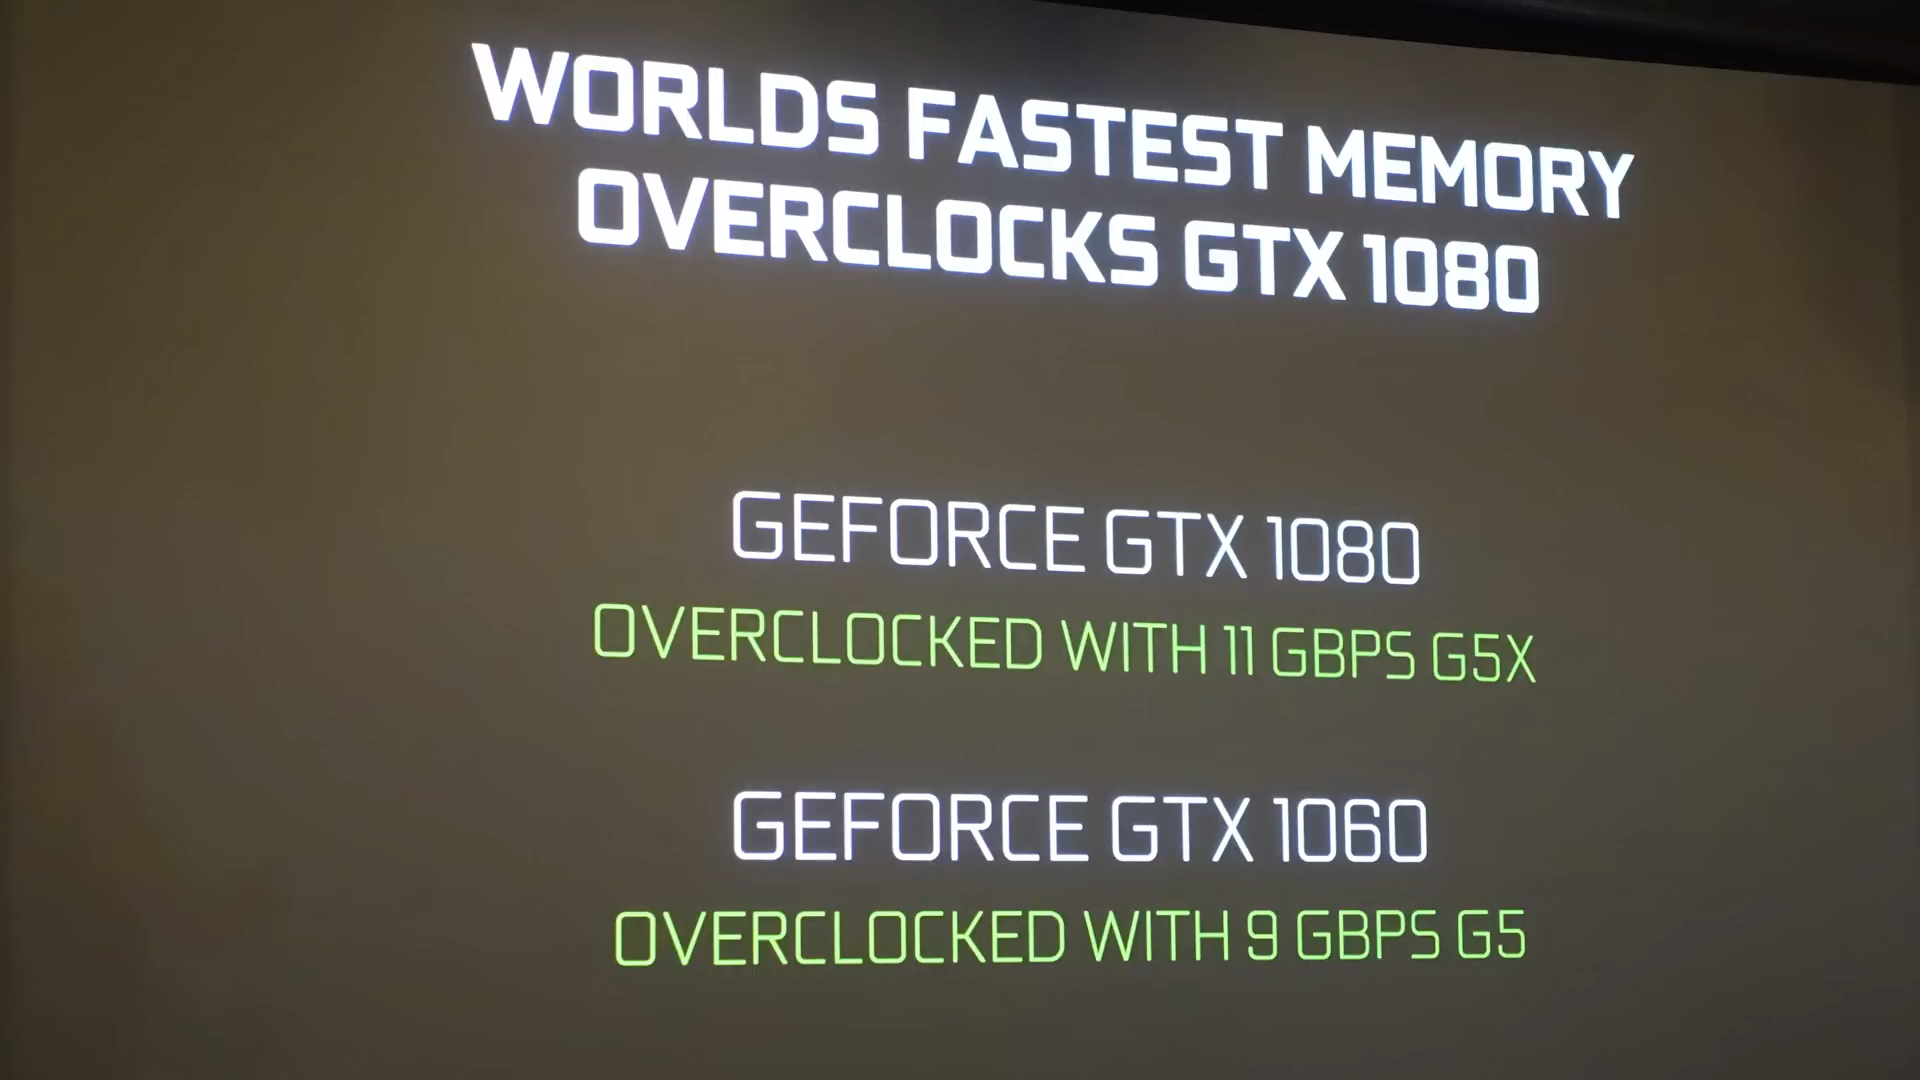 WORLDS FASTEST MEMORY
OVERCLOCKS GTX 1080
GEFORCE GTX 1080
OVERCLOCKED WITH 11 GBPS G5X
GEFORCE GTX 1060
OVERCLOCKED WITH 9 GBPS G5